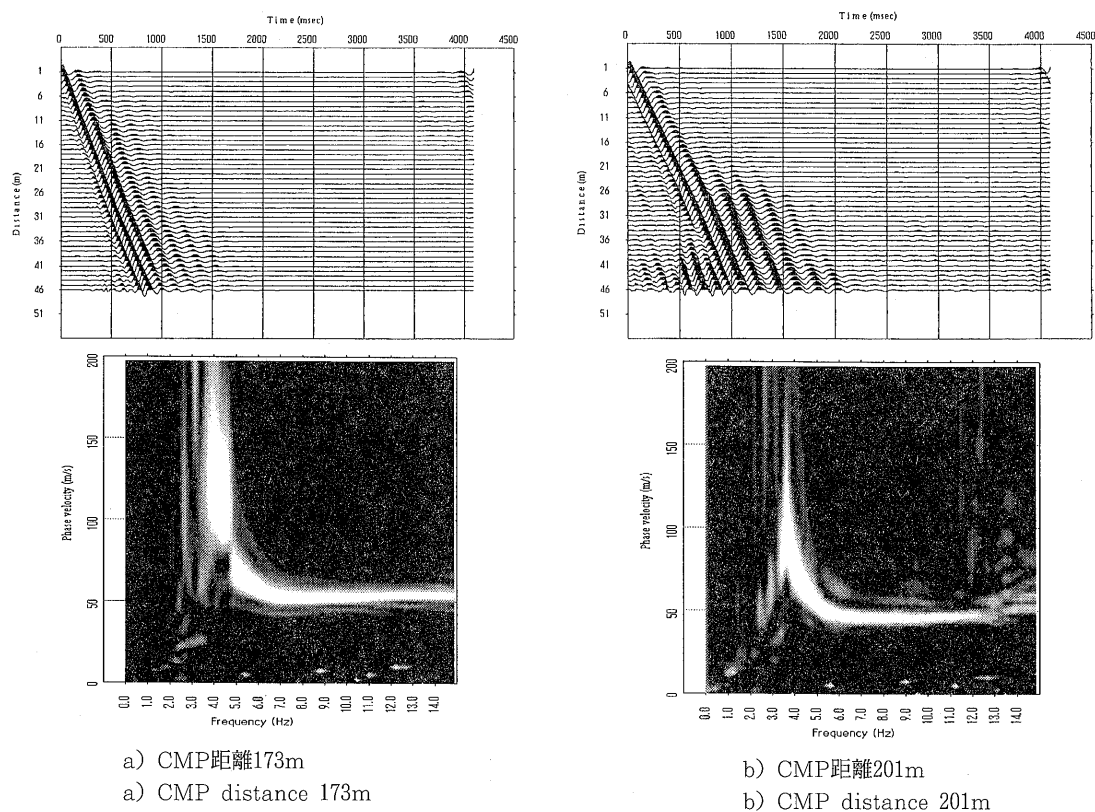 Time (msec)
0 500 1000 1500 2000 2500 3000 3500 4000 4500
Distance (m)
1
6
11
16
21
26
31
36
41
46
51
Time (msec)
0 500 1000 1500 2000 2500 3000 3500 4000 4500
Distance (m)
1
6
11
16
21
26
31
36
41
46
51
Phase velocity (m/s)
200
150
100
50
0
0.0 1.0 2.0 3.0 4.0 5.0 6.0 7.0 8.0 9.0 10.0 11.0 12.0 13.0 14.0
Frequency (Hz)
Phase velocity (m/s)
200
150
100
50
0
0.0 1.0 2.0 3.0 4.0 5.0 6.0 7.0 8.0 9.0 10.0 11.0 12.0 13.0 14.0
Frequency (Hz)
a) CMP距離173m
a) CMP distance 173m
b) CMP距離201m
b) CMP distance 201m